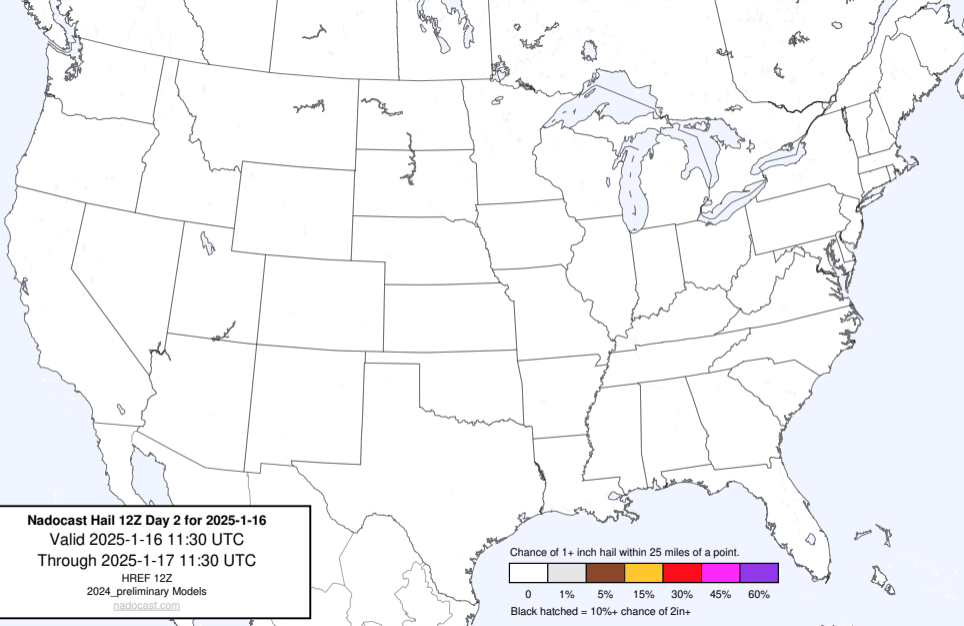 Nadocast Hail 12Z Day 2 for 2025-1-16
Valid 2025-1-16 11:30 UTC
Through 2025-1-17 11:30 UTC
HREF 12Z
2024_preliminary Models
nadocast.com
Chance of 1+ inch hail within 25 miles of a point.
0 1% 5% 15% 30% 45% 60%
Black hatched = 10%+ chance of 2in+